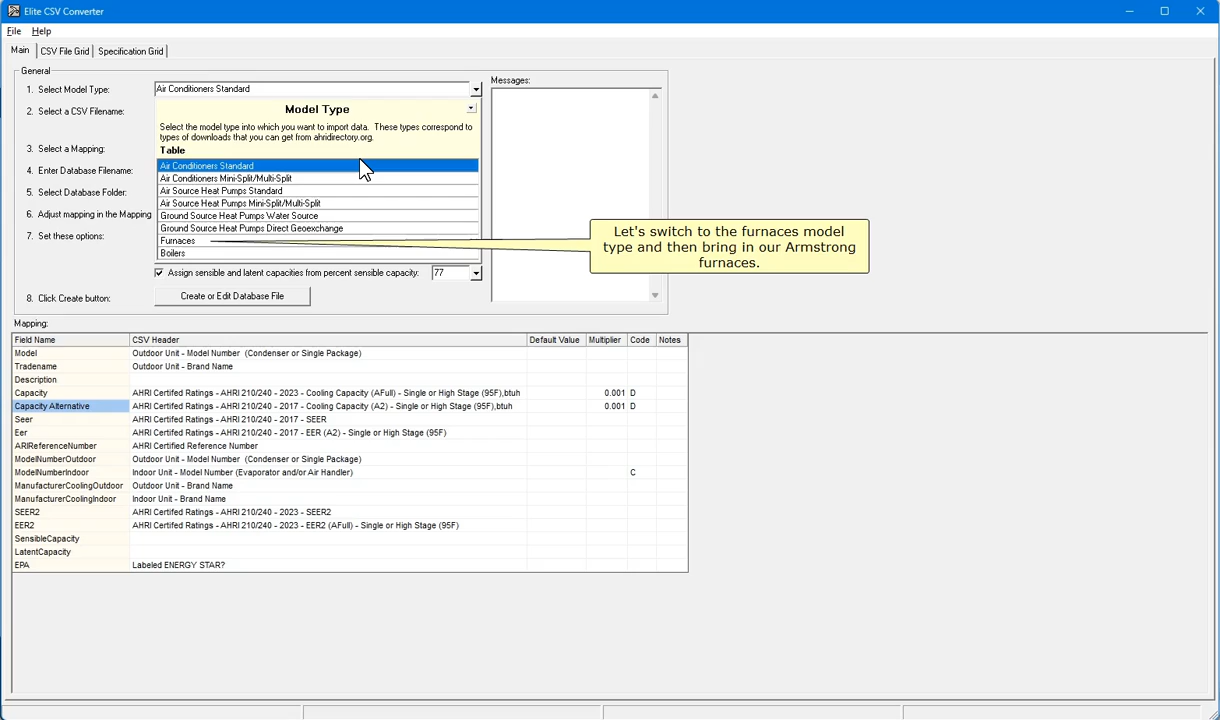 Elite CSV Converter
File Help
Main CSV File Grid Specification Grid
General
1. Select Model Type: Air Conditioners Standard
Messages:
2. Select a CSV Filename:
3. Select a Mapping:
4. Enter Database Filename:
5. Select Database Folder:
6. Adjust mapping in the Mapping
7. Set these options:
Model Type
Select the model type into which you want to import data. These types correspond to
types of downloads that you can get from ahridirectory.org.
Table
Air Conditioners Standard
Air Conditioners Mini-Split/Multi-Split
Air Source Heat Pumps Standard
Air Source Heat Pumps Mini-Split/Multi-Split
Ground Source Heat Pumps Water Source
Ground Source Heat Pumps Direct Geoexchange
Furnaces
Boilers
Let's switch to the furnaces model
type and then bring in our Armstrong
furnaces.
Assign sensible and latent capacities from percent sensible capacity: 77
8. Click Create button: Create or Edit Database File
Mapping:
Field Name CSV Header Default Value Multiplier Code Notes
Model Outdoor Unit - Model Number (Condenser or Single Package)
Tradename Outdoor Unit - Brand Name
Description
Capacity AHRI Certifed Ratings - AHRI 210/240 - 2023 - Cooling Capacity (AFull) - Single or High Stage (95F),btuh 0.001 D
Capacity Alternative AHRI Certifed Ratings - AHRI 210/240 - 2017 - Cooling Capacity (A2) - Single or High Stage (95F),btuh 0.001 D
Seer AHRI Certifed Ratings - AHRI 210/240 - 2017 - SEER
Eer AHRI Certifed Ratings - AHRI 210/240 - 2017 - EER (A2) - Single or High Stage (95F)
ARIReferenceNumber AHRI Certified Reference Number
ModelNumberOutdoor Outdoor Unit - Model Number (Condenser or Single Package)
ModelNumberIndoor Indoor Unit - Model Number (Evaporator and/or Air Handler) C
ManufacturerCoolingOutdoor Outdoor Unit - Brand Name
ManufacturerCoolingIndoor Indoor Unit - Brand Name
SEER2 AHRI Certifed Ratings - AHRI 210/240 - 2023 - SEER2
EER2 AHRI Certifed Ratings - AHRI 210/240 - 2023 - EER2 (AFull) - Single or High Stage (95F)
SensibleCapacity
LatentCapacity
EPA Labeled ENERGY STAR?